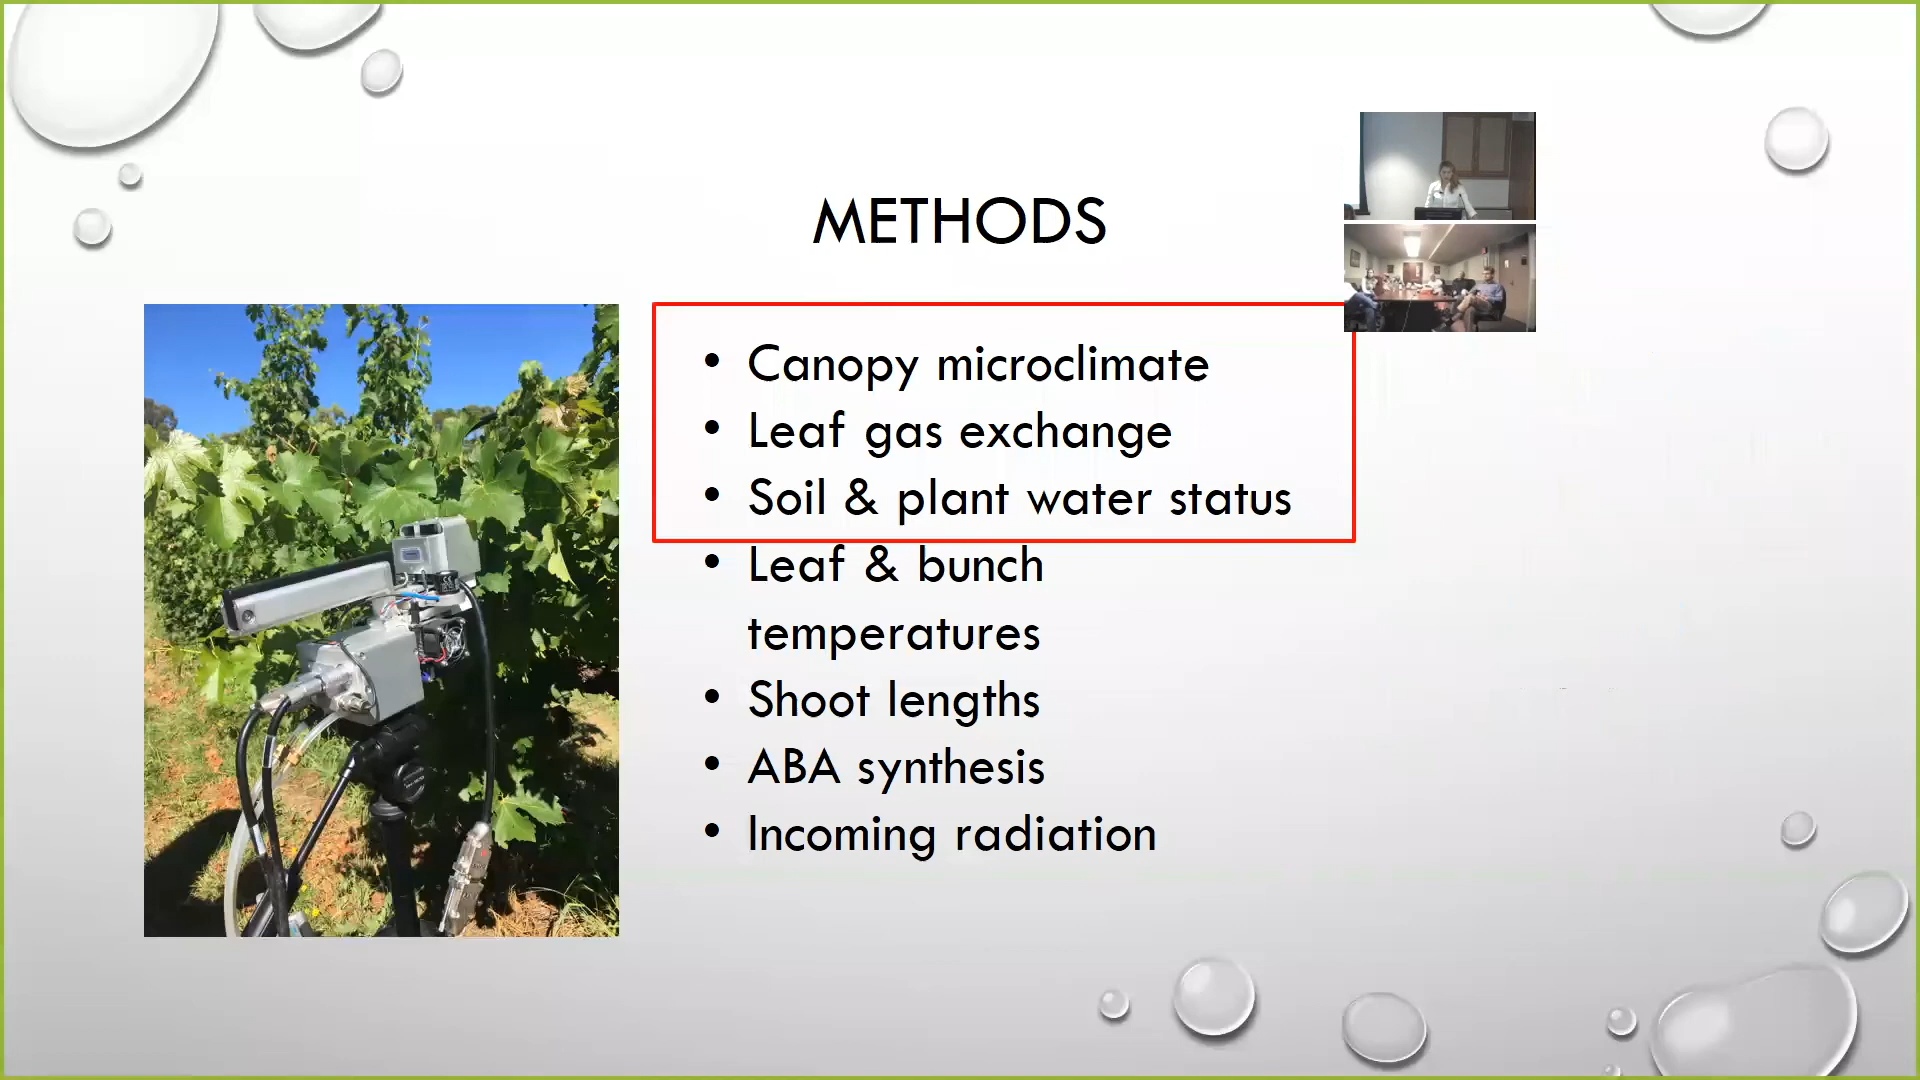 METHODS
• Canopy microclimate
• Leaf gas exchange
• Soil & plant water status
• Leaf & bunch
temperatures
• Shoot lengths
• ABA synthesis
• Incoming radiation